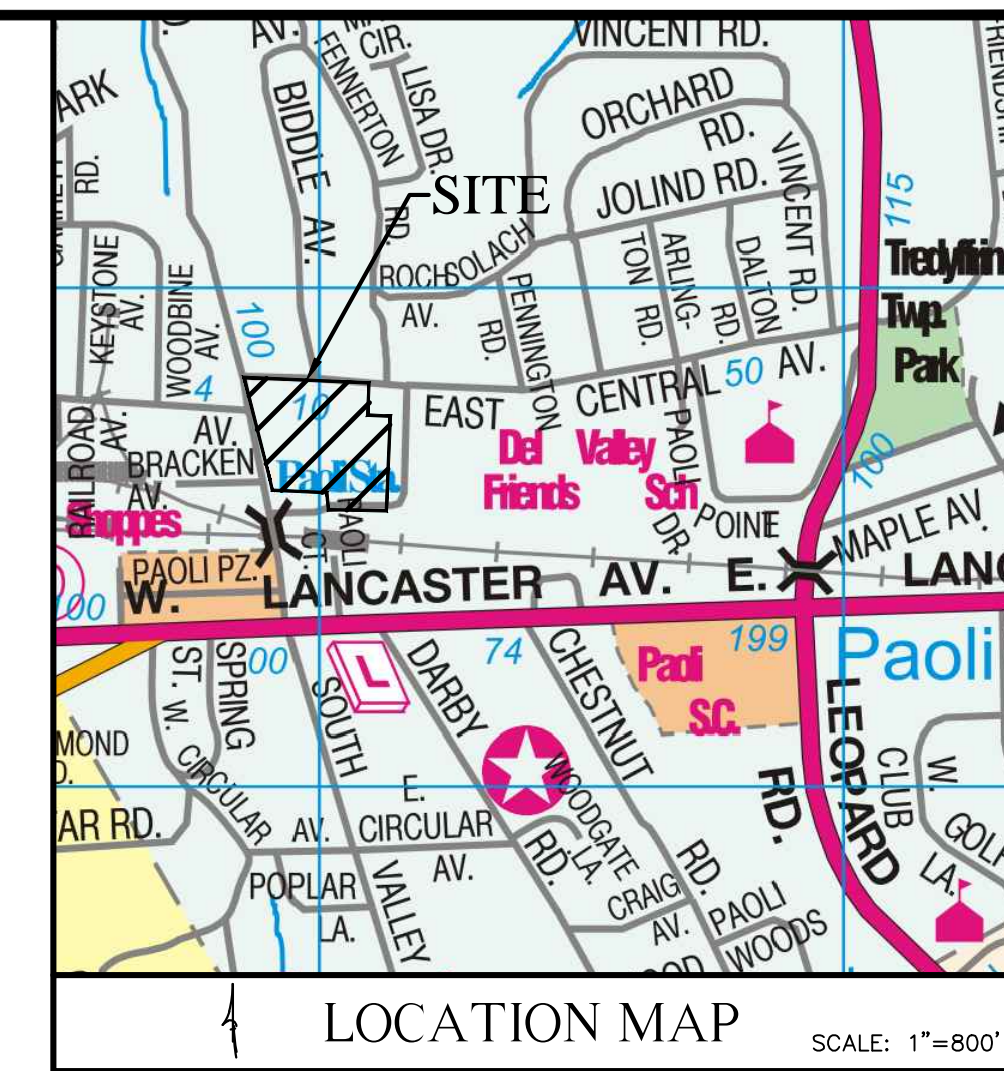 AV.
CIR.
VINCENT RD.
FENNERTON
LISA DR.
ARK
BIDDLE AV.
ORCHARD RD.
VINCENT RD.
RD.
SITE
JOLIND RD.
115
RD.
KEYSTONE AV.
WOODBINE AV.
ROCH SOLACH
AV.
RD.
PENNINGTON
TON RD.
ARLING-
RD.
DALTON
Tredyffrin
Twp.
Park
100
4
10
50
CENTRAL AV.
EAST
RAILROAD AV.
AV.
BRACKEN
AV.
Paoli Sta.
Del Valley
Friends Sch
PAOLI
100
Shoppes
PAOLI CT.
DR.
POINTE
MAPLE AV.
PAOLI PZ.
W. LANCASTER AV. E. LANC
100
ST. W.
SPRING
00
L
DARBY
74
CHESTNUT
Paoli
S.C.
199
Paoli
SOUTH
LEOPARD
RD.
MOND
D.
CIRCULAR
E.
WOODGATE
LA.
CLUB
W.
AR RD.
AV.
CIRCULAR
RD.
GOLF
AV.
VALLEY
RD.
LA.
POPLAR
LA.
CRAIG
AV.
PAOLI
WOODS
LOCATION MAP
SCALE: 1"=800'